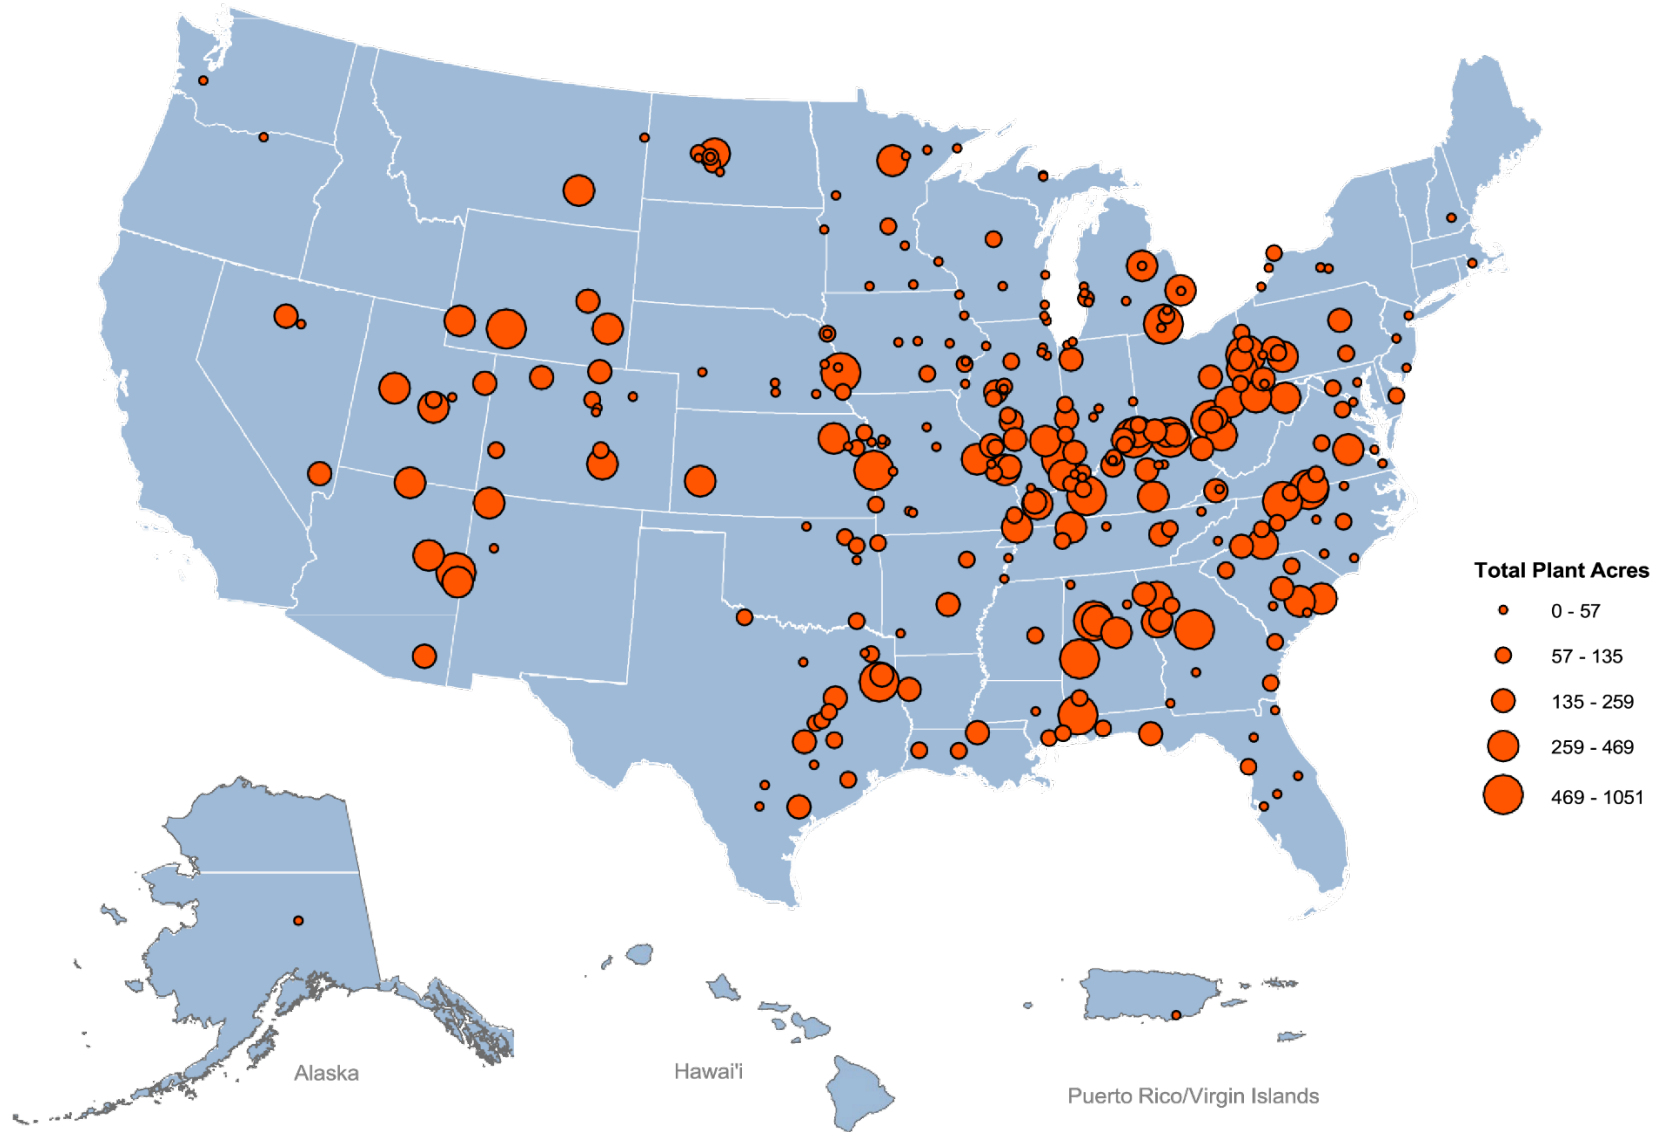 Total Plant Acres
0 - 57
57 - 135
135 - 259
259 - 469
469 - 1051
Alaska
Hawai'i
Puerto Rico/Virgin Islands